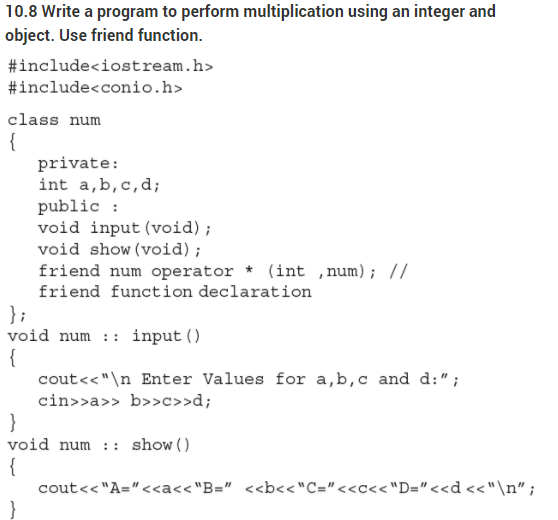 10.8 Write a program to perform multiplication using an integer and
object. Use friend function.
#include<iostream.h>
#include<conio.h>
class num
{
private:
int a,b,c,d;
public :
void input(void);
void show(void);
friend num operator * (int ,num); //
friend function declaration
};
void num :: input()
{
cout<<"\n Enter Values for a,b,c and d:”;
cin>>a>> b>>c>>d;
}
void num :: show()
{
cout<<"A=”<<a<<"B=” <<b<<"C=”<<c<<"D=”<<d <<"\n”;
}